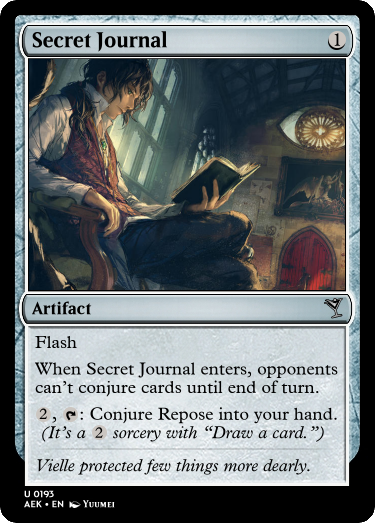 Secret Journal 1
Artifact
Flash
When Secret Journal enters, opponents
can't conjure cards until end of turn.
2, : Conjure Repose into your hand.
(It's a 2 sorcery with “Draw a card.”)
Vielle protected few things more dearly.
U 0193
AEK • EN Yuumei